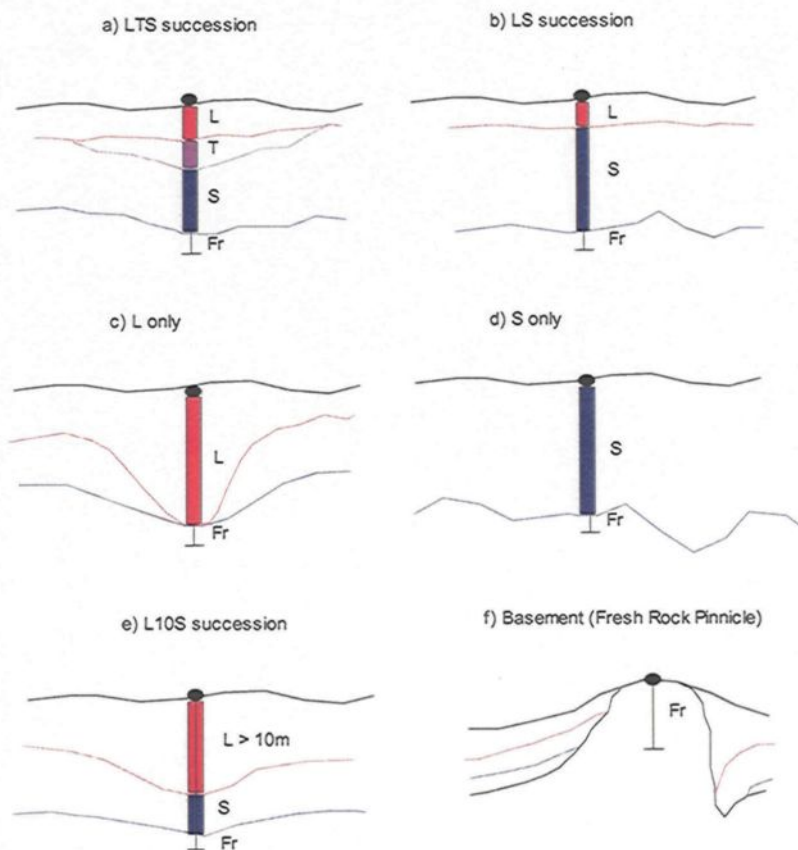 a) LTS succession
L
T
S
Fr
b) LS succession
L
S
Fr
c) L only
L
Fr
d) S only
S
Fr
e) L10S succession
L > 10m
S
Fr
f) Basement (Fresh Rock Pinnicle)
Fr